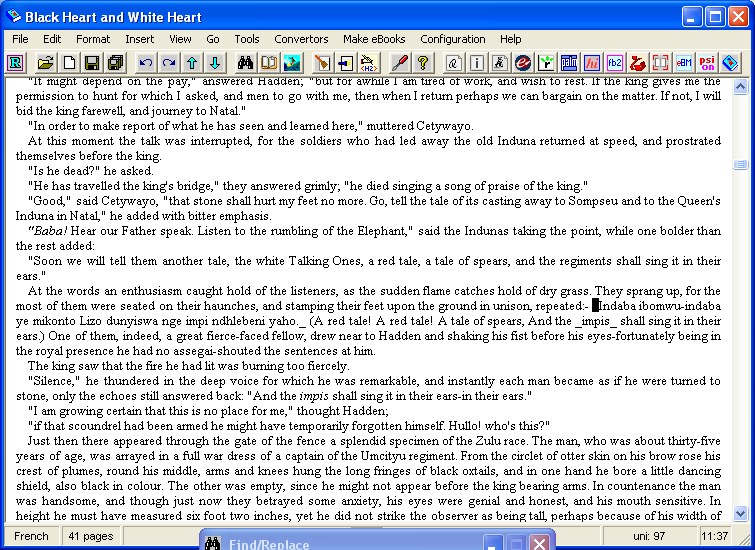 Black Heart and White Heart
File Edit Format Insert View Go Tools Convertors Make eBooks Configuration Help
"It might depend on the pay," answered Hadden; "but for awhile I am tired of work, and wish to rest. If the king gives me the
permission to hunt for which I asked, and men to go with me, then when I return perhaps we can bargain on the matter. If not, I will
bid the king farewell, and journey to Natal."
"In order to make report of what he has seen and learned here," muttered Cetywayo.
At this moment the talk was interrupted, for the soldiers who had led away the old Induna returned at speed, and prostrated
themselves before the king.
"Is he dead?" he asked.
"He has travelled the king's bridge," they answered grimly; "he died singing a song of praise of the king."
"Good," said Cetywayo, "that stone shall hurt my feet no more. Go, tell the tale of its casting away to Sompseu and to the Queen's
Induna in Natal," he added with bitter emphasis.
"Baba! Hear our Father speak. Listen to the rumbling of the Elephant," said the Indunas taking the point, while one bolder than
the rest added:
"Soon we will tell them another tale, the white Talking Ones, a red tale, a tale of spears, and the regiments shall sing it in their
ears."
At the words an enthusiasm caught hold of the listeners, as the sudden flame catches hold of dry grass. They sprang up, for the
most of them were seated on their haunches, and stamping their feet upon the ground in unison, repeated:- Indaba ibomwu-indaba
ye mikonto Lizo dunyiswa nge impi ndhlebeni yaho._ (A red tale! A red tale! A tale of spears, And the _impis_ shall sing it in their
ears.) One of them, indeed, a great fierce-faced fellow, drew near to Hadden and shaking his fist before his eyes-fortunately being in
the royal presence he had no assegai-shouted the sentences at him.
The king saw that the fire he had lit was burning too fiercely.
"Silence," he thundered in the deep voice for which he was remarkable, and instantly each man became as if he were turned to
stone, only the echoes still answered back: "And the impis shall sing it in their ears-in their ears."
"I am growing certain that this is no place for me," thought Hadden;
"if that scoundrel had been armed he might have temporarily forgotten himself. Hullo! who's this?"
Just then there appeared through the gate of the fence a splendid specimen of the Zulu race. The man, who was about thirty-five
years of age, was arrayed in a full war dress of a captain of the Umcityu regiment. From the circlet of otter skin on his brow rose his
crest of plumes, round his middle, arms and knees hung the long fringes of black oxtails, and in one hand he bore a little dancing
shield, also black in colour. The other was empty, since he might not appear before the king bearing arms. In countenance the man
was handsome, and though just now they betrayed some anxiety, his eyes were genial and honest, and his mouth sensitive. In
height he must have measured six foot two inches, yet he did not strike the observer as being tall, perhaps because of his width of
French 41 pages uni: 97 11:37
Find/Replace